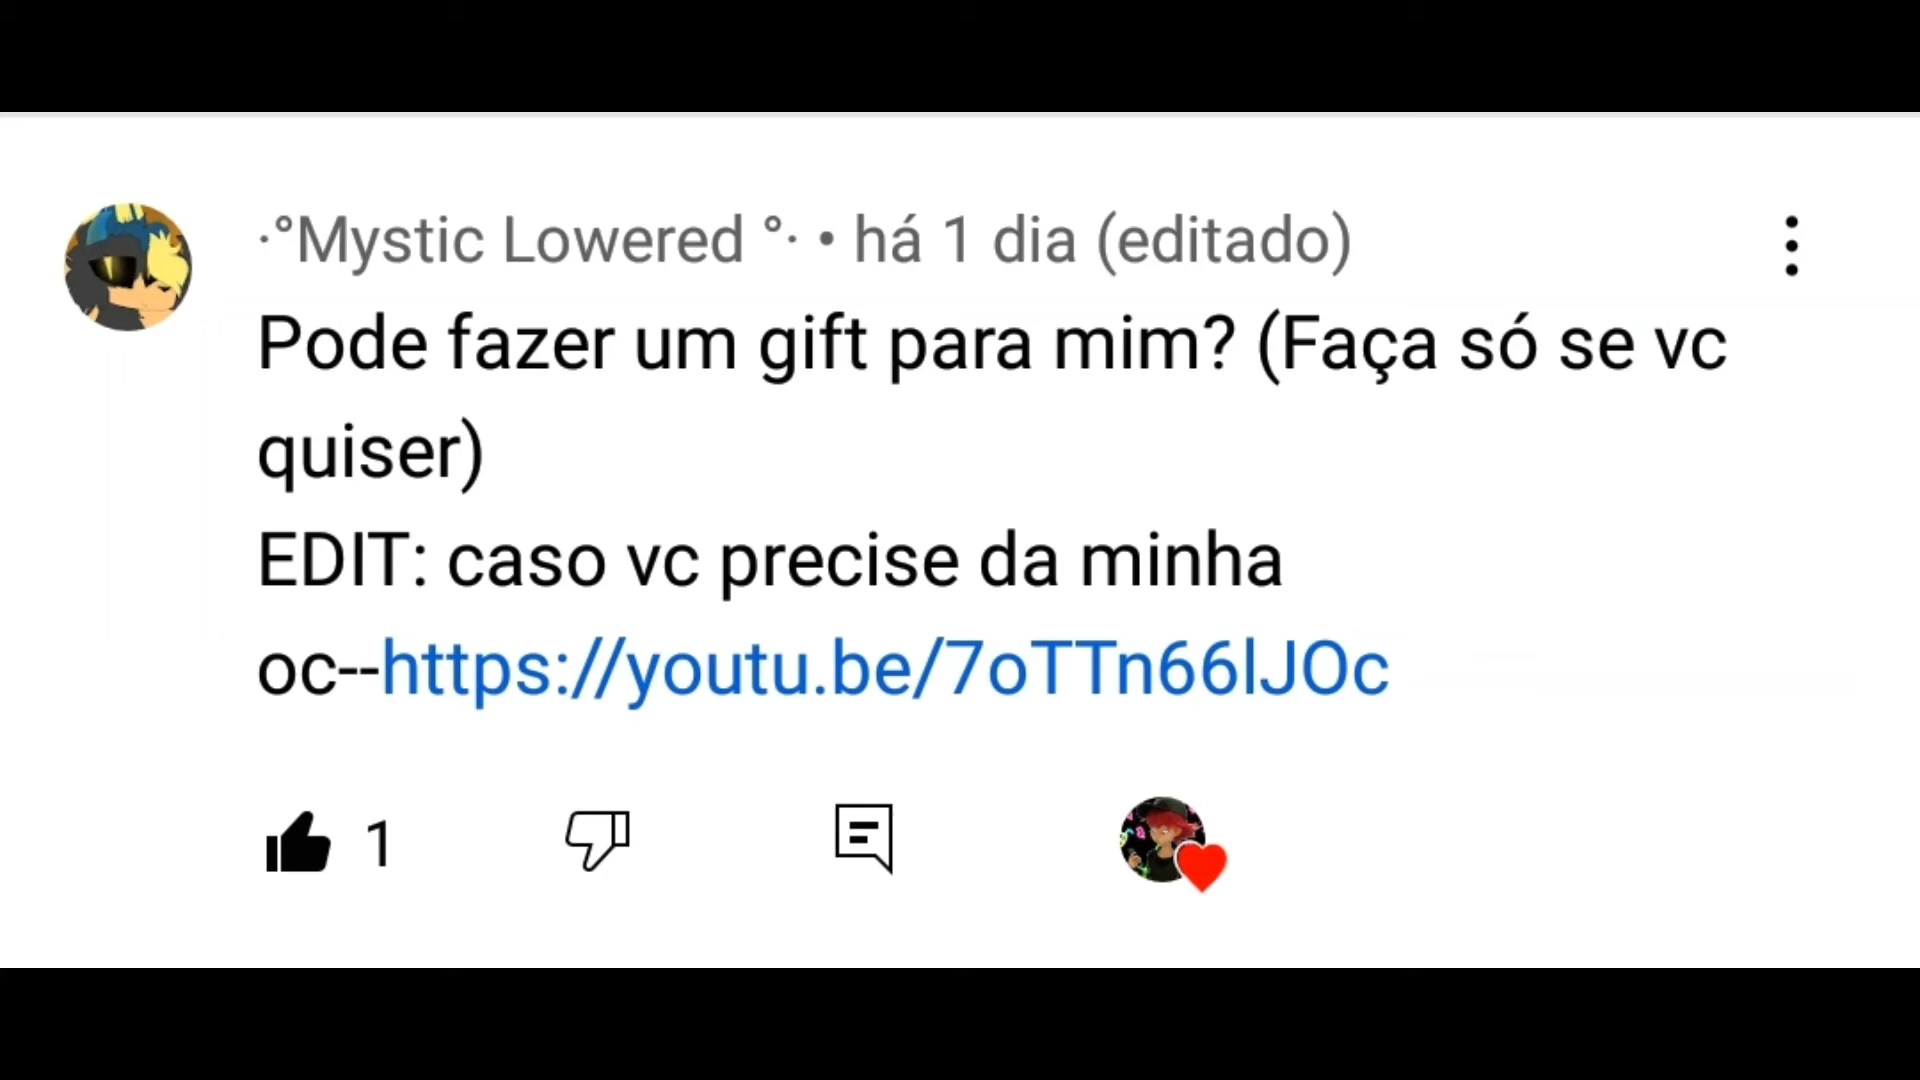 ·°Mystic Lowered °· • há 1 dia (editado)
Pode fazer um gift para mim? (Faça só se vc
quiser)
EDIT: caso vc precise da minha
oc--https://youtu.be/7oTTn66lJOc
1